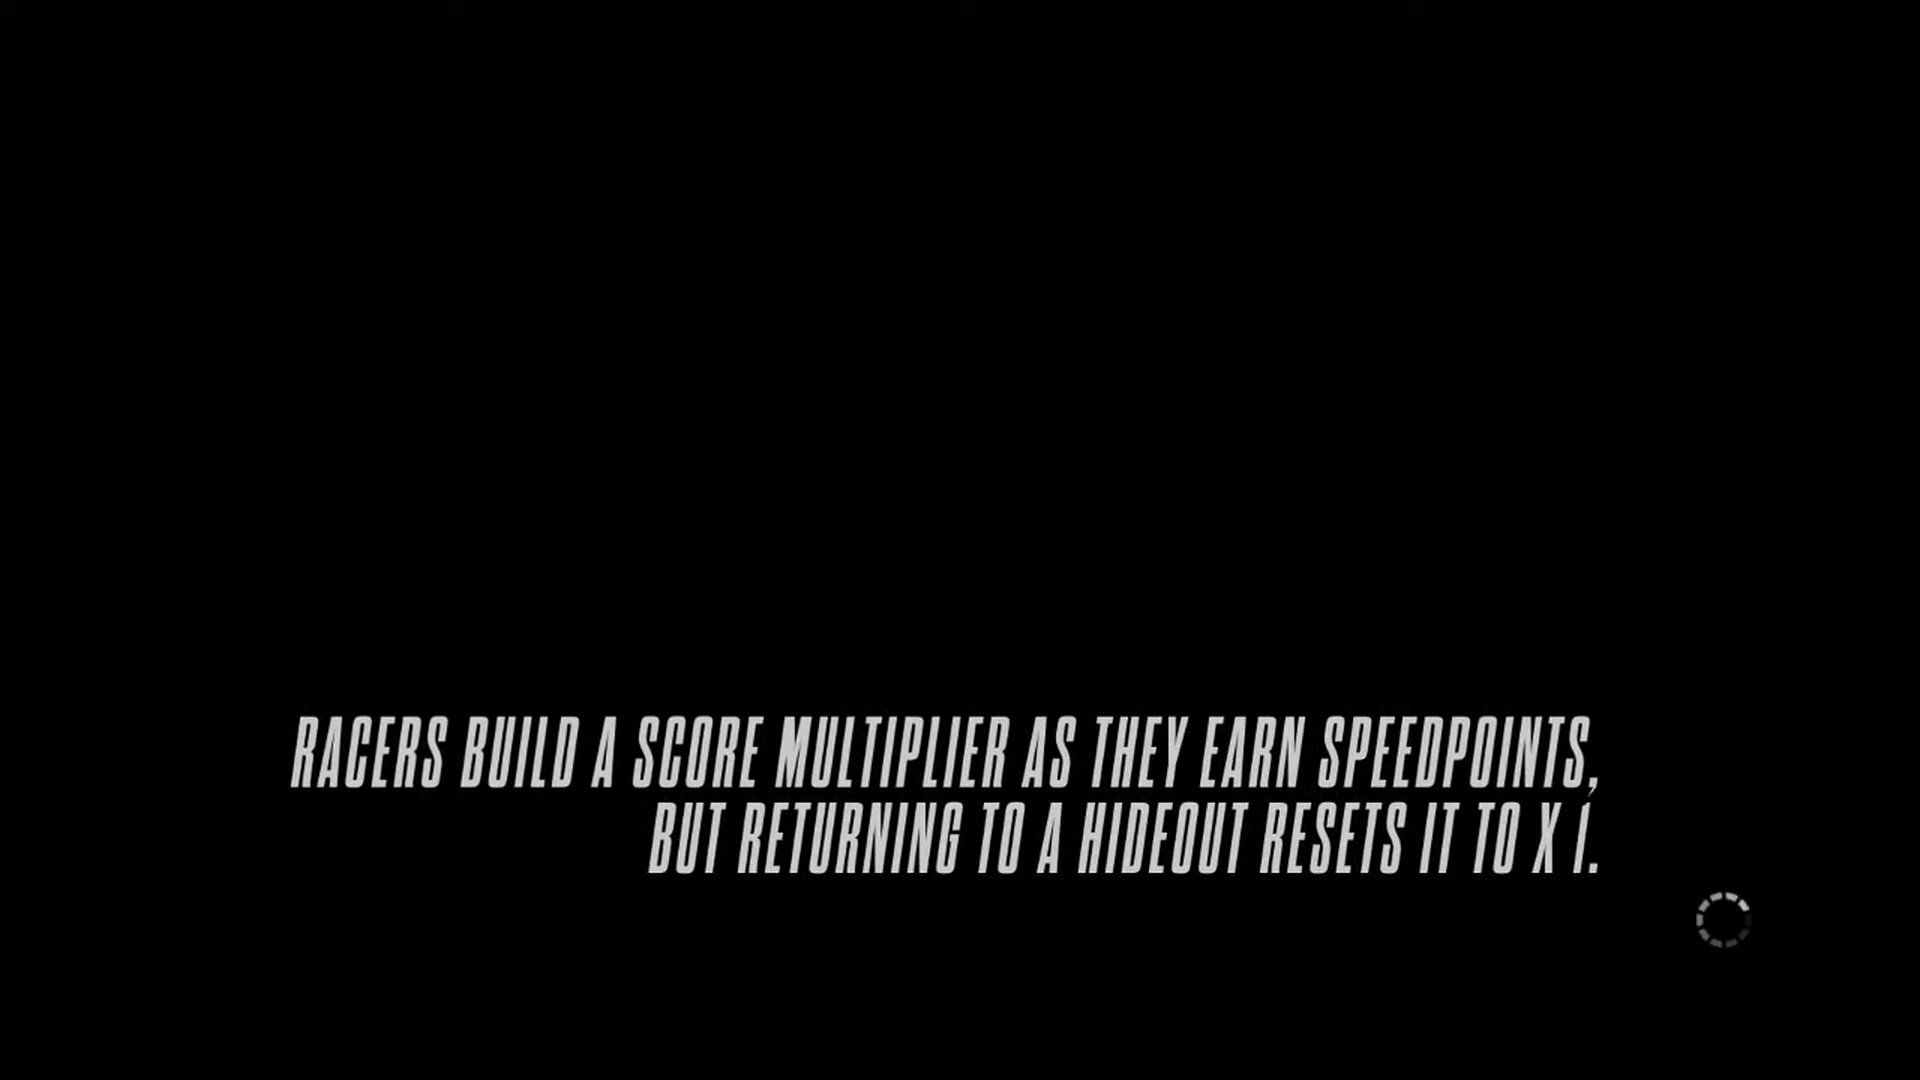 RACERS BUILD A SCORE MULTIPLIER AS THEY EARN SPEEDPOINTS,
BUT RETURNING TO A HIDEOUT RESETS IT TO X 1.